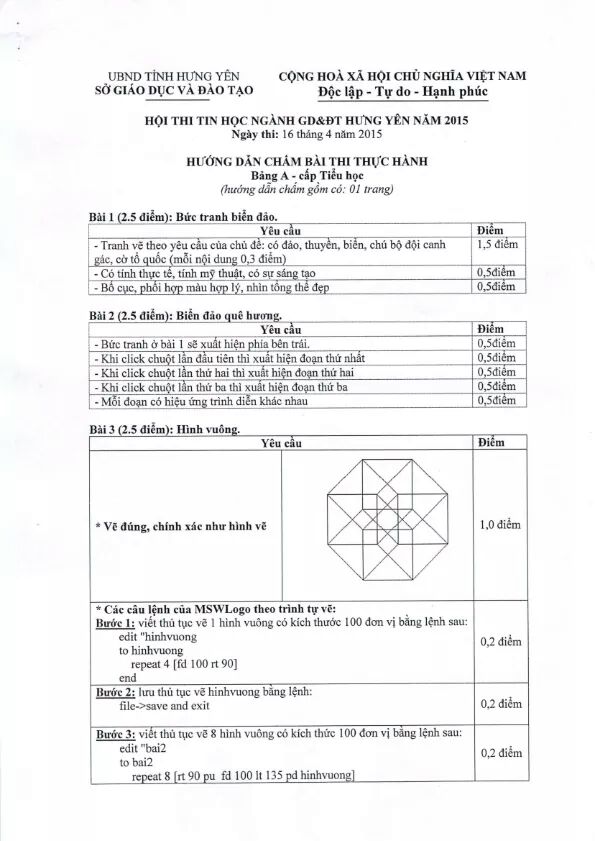 UBND TỈNH HƯNG YÊN
SỞ GIÁO DỤC VÀ ĐÀO TẠO
CỘNG HOÀ XÃ HỘI CHỦ NGHĨA VIỆT NAM
Độc lập - Tự do - Hạnh phúc
HỘI THI TIN HỌC NGÀNH GD&ĐT HƯNG YÊN NĂM 2015
Ngày thi: 16 tháng 4 năm 2015
HƯỚNG DẪN CHẤM BÀI THI THỰC HÀNH
Bảng A - cấp Tiểu học
(hướng dẫn chấm gồm có: 01 trang)
Bài 1 (2.5 điểm): Bức tranh biển đảo.
Yêu cầu Điểm
- Tranh vẽ theo yêu cầu của chủ đề: có đảo, thuyền, biển, chú bộ đội canh 1,5 điểm
gác, cờ tổ quốc (mỗi nội dung 0,3 điểm)
- Có tính thực tế, tính mỹ thuật, có sự sáng tạo 0,5điểm
- Bố cục, phối hợp màu hợp lý, nhìn tổng thể đẹp 0,5điểm
Bài 2 (2.5 điểm): Biển đảo quê hương.
Yêu cầu Điểm
- Bức tranh ở bài 1 sẽ xuất hiện phía bên trái. 0,5điểm
- Khi click chuột lần đầu tiên thì xuất hiện đoạn thứ nhất 0,5điểm
- Khi click chuột lần thứ hai thì xuất hiện đoạn thứ hai 0,5điểm
- Khi click chuột lần thứ ba thì xuất hiện đoạn thứ ba 0,5điểm
- Mỗi đoạn có hiệu ứng trình diễn khác nhau 0,5điểm
Bài 3 (2.5 điểm): Hình vuông.
Yêu cầu Điểm
* Vẽ đúng, chính xác như hình vẽ 1,0 điểm
* Các câu lệnh của MSWLogo theo trình tự vẽ:
Bước 1: viết thủ tục vẽ 1 hình vuông có kích thước 100 đơn vị bằng lệnh sau:
edit "hinhvuong
to hinhvuong
repeat 4 [fd 100 rt 90]
end
0,2 điểm
Bước 2: lưu thủ tục vẽ hinhvuong bằng lệnh:
file->save and exit
0,2 điểm
Bước 3: viết thủ tục vẽ 8 hình vuông có kích thức 100 đơn vị bằng lệnh sau:
edit "bai2
to bai2
repeat 8 [rt 90 pu fd 100 lt 135 pd hinhvuong]
0,2 điểm